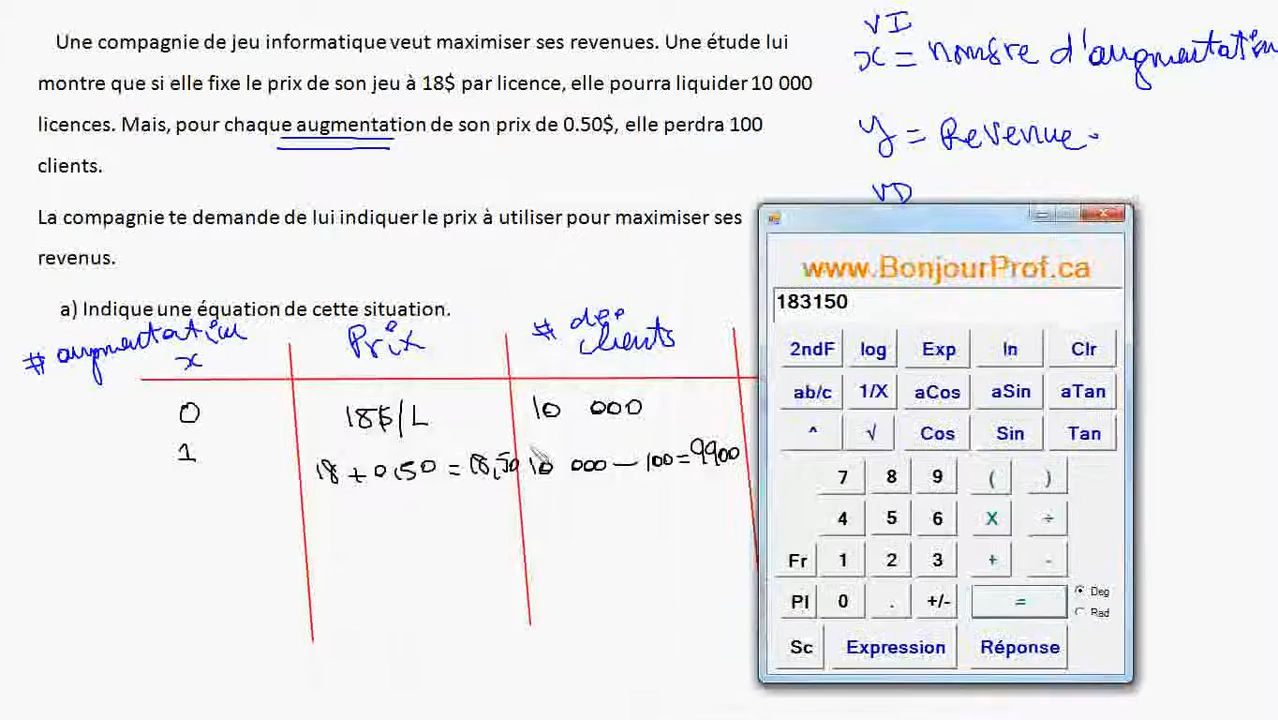 Une compagnie de jeu informatique veut maximiser ses revenues. Une étude lui
montre que si elle fixe le prix de son jeu à 18$ par licence, elle pourra liquider 10 000
licences. Mais, pour chaque augmentation de son prix de 0.50$, elle perdra 100
clients.
La compagnie te demande de lui indiquer le prix à utiliser pour maximiser ses
revenus.
a) Indique une équation de cette situation.
VI
x = nombre d'augmentation
y = Revenue
VD
# augmentation
x
Prix
# des
clients
0
18$/L
10 000
1
18 + 0,50 = 18,50
10 000 - 100 = 9900
www.BonjourProf.ca
183150
2ndF log Exp ln Clr
ab/c 1/X aCos aSin aTan
^ √ Cos Sin Tan
7 8 9 ( )
4 5 6 X ÷
Fr 1 2 3 + -
PI 0 . +/- =
Deg
Rad
Sc Expression Réponse